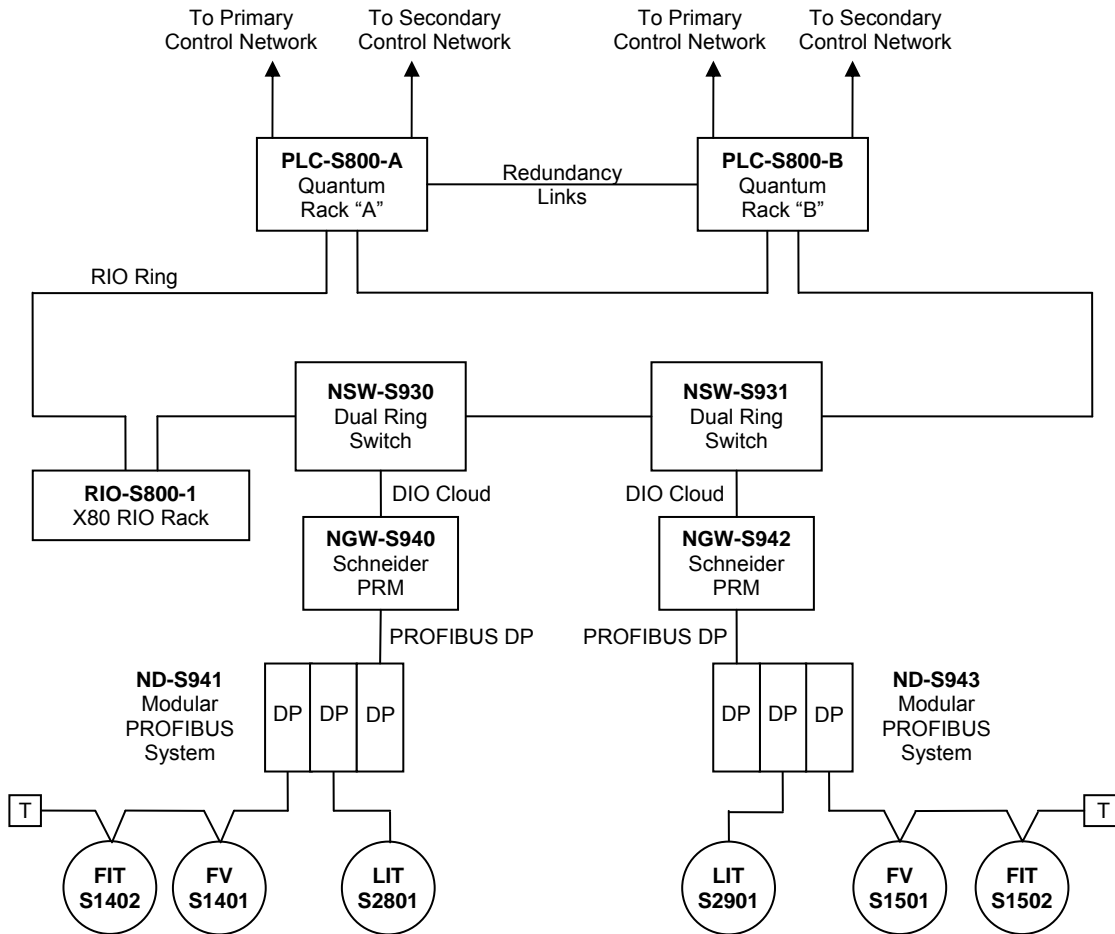 To Primary
Control Network
To Secondary
Control Network
To Primary
Control Network
To Secondary
Control Network
PLC-S800-A
Quantum
Rack “A”
Redundancy
Links
PLC-S800-B
Quantum
Rack “B”
RIO Ring
NSW-S930
Dual Ring
Switch
NSW-S931
Dual Ring
Switch
RIO-S800-1
X80 RIO Rack
DIO Cloud
DIO Cloud
NGW-S940
Schneider
PRM
NGW-S942
Schneider
PRM
PROFIBUS DP
PROFIBUS DP
ND-S941
Modular
PROFIBUS
System
DP
DP
DP
DP
DP
DP
ND-S943
Modular
PROFIBUS
System
T
T
FIT
S1402
FV
S1401
LIT
S2801
LIT
S2901
FV
S1501
FIT
S1502